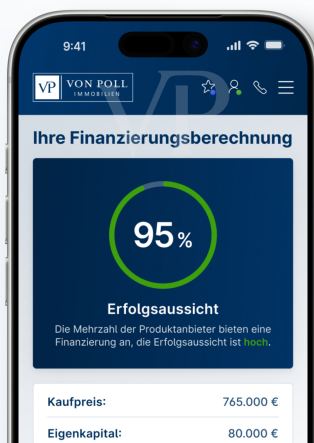 9:41
VP VON POLL
IMMOBILIEN
VP
Ihre Finanzierungsberechnung
95%
Erfolgsaussicht
Die Mehrzahl der Produktanbieter bieten eine
Finanzierung an, die Erfolgsaussicht ist hoch.
Kaufpreis: 765.000 €
Eigenkapital: 80.000 €